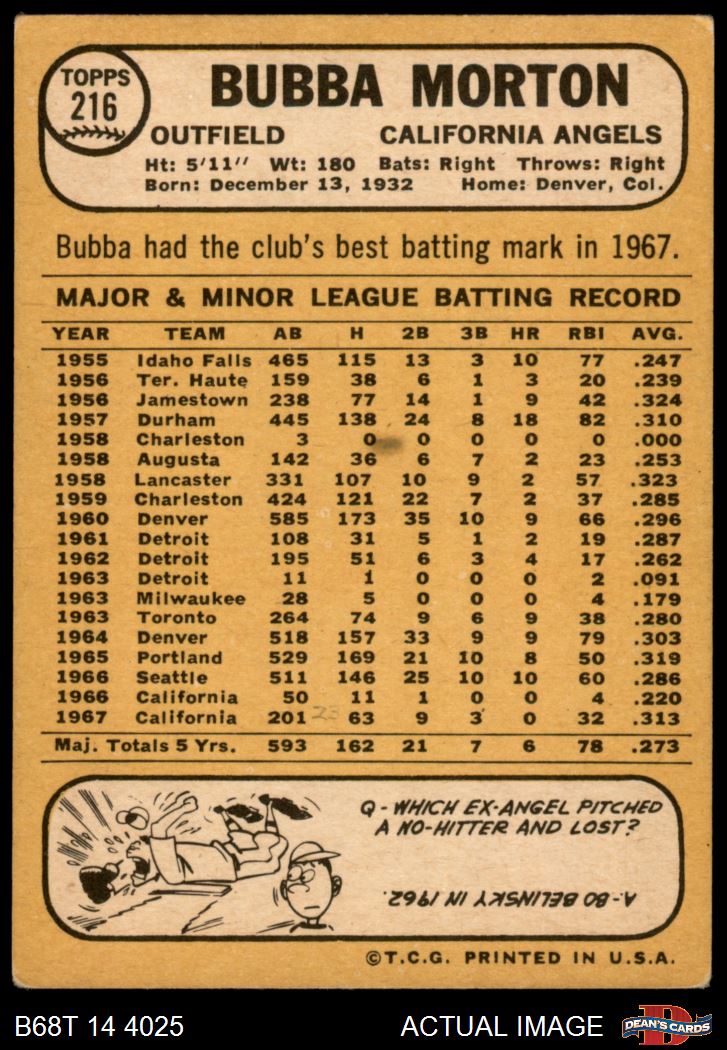 TOPPS
216
BUBBA MORTON
OUTFIELD CALIFORNIA ANGELS
Ht: 5'11" Wt: 180 Bats: Right Throws: Right
Born: December 13, 1932 Home: Denver, Col.
Bubba had the club's best batting mark in 1967.
MAJOR & MINOR LEAGUE BATTING RECORD
YEAR TEAM AB H 2B 3B HR RBI AVG.
1955 Idaho Falls 465 115 13 3 10 77 .247
1956 Ter. Haute 159 38 6 1 3 20 .239
1956 Jamestown 238 77 14 1 9 42 .324
1957 Durham 445 138 24 8 18 82 .310
1958 Charleston 3 0 0 0 0 0 .000
1958 Augusta 142 36 6 7 2 23 .253
1958 Lancaster 331 107 10 9 2 57 .323
1959 Charleston 424 121 22 7 2 37 .285
1960 Denver 585 173 35 10 9 66 .296
1961 Detroit 108 31 5 1 2 19 .287
1962 Detroit 195 51 6 3 4 17 .262
1963 Detroit 11 1 0 0 0 2 .091
1963 Milwaukee 28 5 0 0 0 4 .179
1963 Toronto 264 74 9 6 9 38 .280
1964 Denver 518 157 33 9 9 79 .303
1965 Portland 529 169 21 10 8 50 .319
1966 Seattle 511 146 25 10 10 60 .286
1966 California 50 11 1 0 0 4 .220
1967 California 201 23 63 9 3 0 32 .313
Maj. Totals 5 Yrs. 593 162 21 7 6 78 .273
Q-WHICH EX-ANGEL PITCHED
A NO-HITTER AND LOST?
A-BO BELINSKY IN 1962.
©T.C.G. PRINTED IN U.S.A.
B68T 14 4025 ACTUAL IMAGE D DEAN'S CARDS